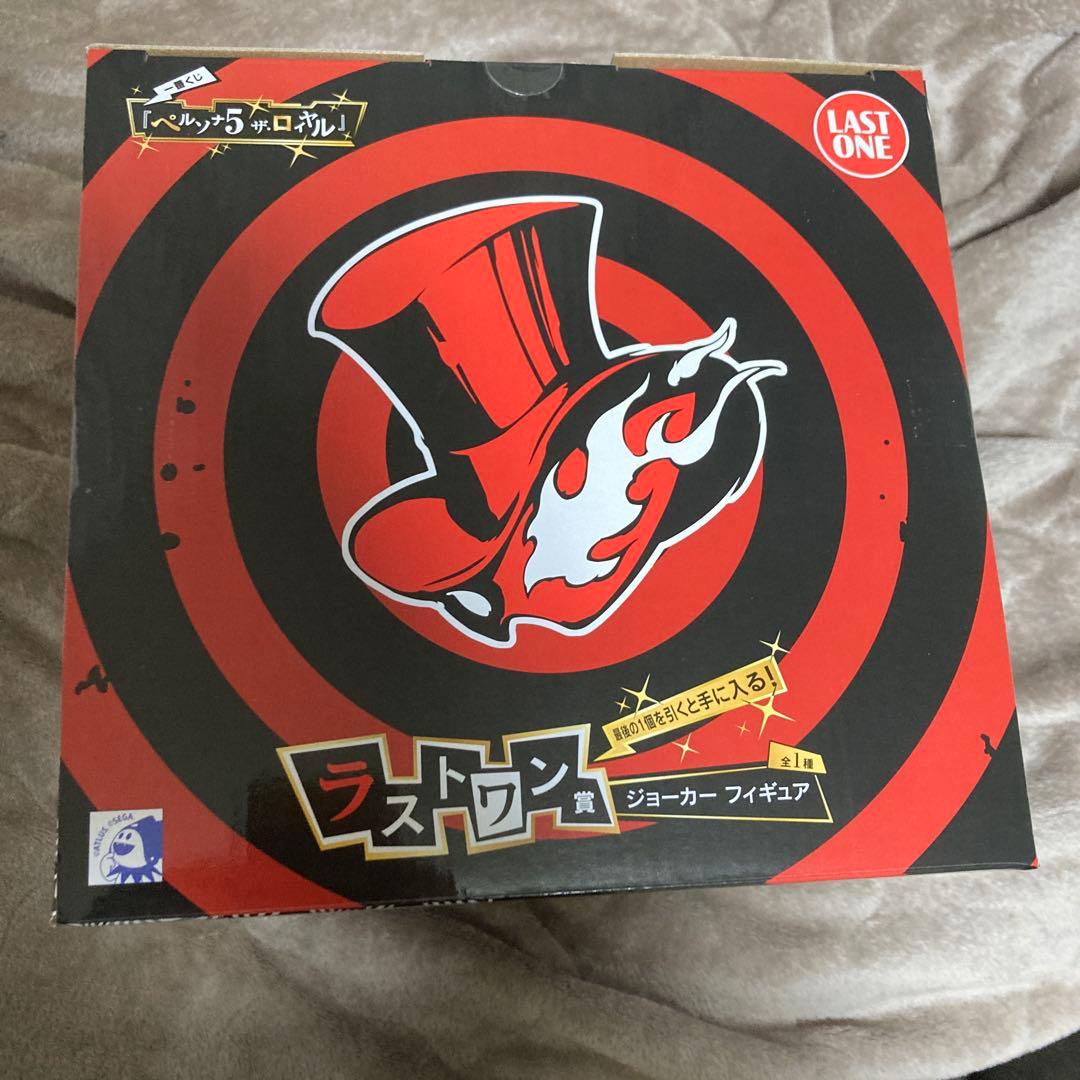 一番くじ
『ペルソナ5 ザ・ロイヤル』
LAST
ONE
最後の1個を引くと手に入る!
ラストワン賞
全1種
ジョーカー フィギュア
©ATLUS ©SEGA